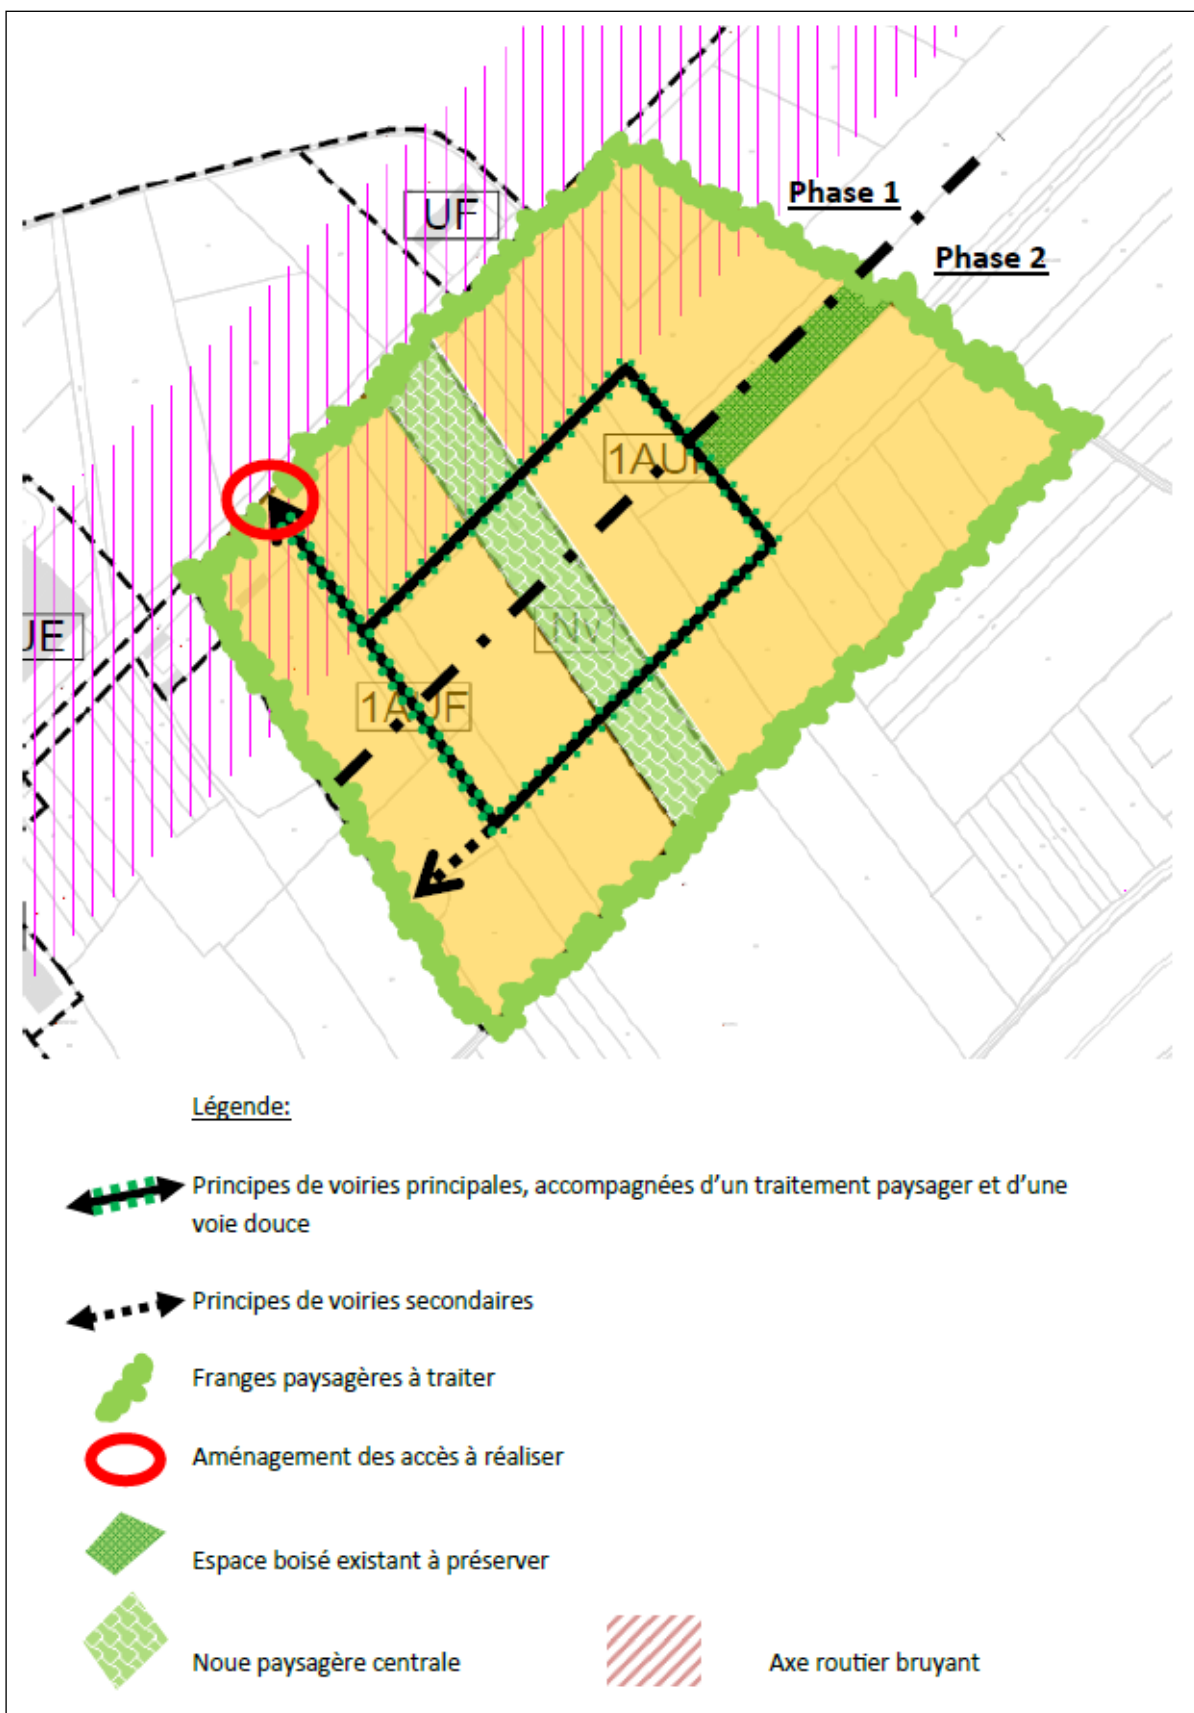 UF
Phase 1
Phase 2
1AUF
Nv
UE
1AUF
Légende:
Principes de voiries principales, accompagnées d’un traitement paysager et d’une
voie douce
Principes de voiries secondaires
Franges paysagères à traiter
Aménagement des accès à réaliser
Espace boisé existant à préserver
Noue paysagère centrale
Axe routier bruyant